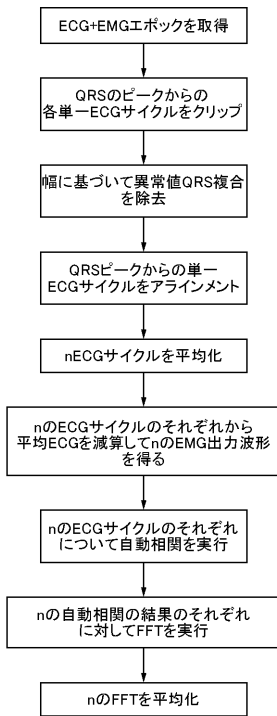 ECG+EMGエポックを取得
QRSのピークからの
各単一ECGサイクルをクリップ
幅に基づいて異常値QRS複合
を除去
QRSピークからの単一
ECGサイクルをアラインメント
nECGサイクルを平均化
nのECGサイクルのそれぞれから
平均ECGを減算してnのEMG出力波形
を得る
nのECGサイクルのそれぞれ
について自動相関を実行
nの自動相関の結果のそれぞれ
に対してFFTを実行
nのFFTを平均化